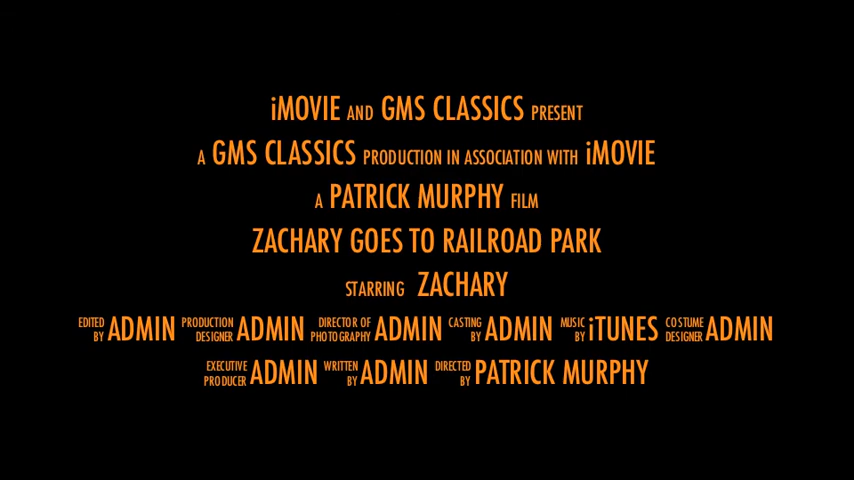 iMOVIE AND GMS CLASSICS PRESENT
A GMS CLASSICS PRODUCTION IN ASSOCIATION WITH iMOVIE
A PATRICK MURPHY FILM
ZACHARY GOES TO RAILROAD PARK
STARRING ZACHARY
EDITED BY ADMIN PRODUCTION DESIGNER ADMIN DIRECTOR OF PHOTOGRAPHY ADMIN CASTING BY ADMIN MUSIC BY iTUNES COSTUME DESIGNER ADMIN
EXECUTIVE PRODUCER ADMIN WRITTEN BY ADMIN DIRECTED BY PATRICK MURPHY